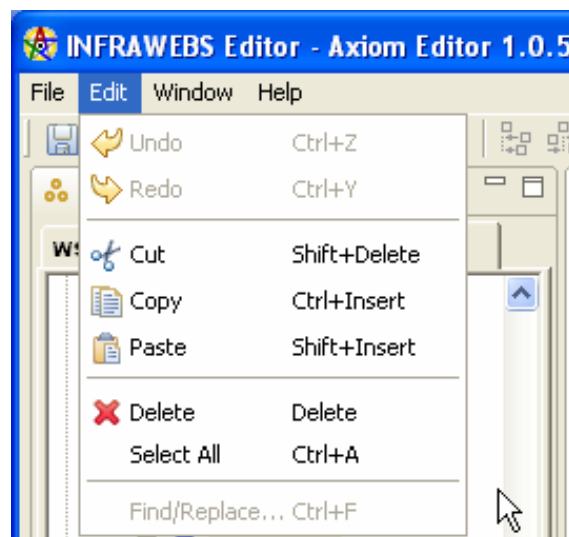 INFRAWEBS Editor - Axiom Editor 1.0.5
File Edit Window Help
Undo Ctrl+Z
Redo Ctrl+Y
Cut Shift+Delete
Copy Ctrl+Insert
Paste Shift+Insert
Delete Delete
Select All Ctrl+A
Find/Replace... Ctrl+F